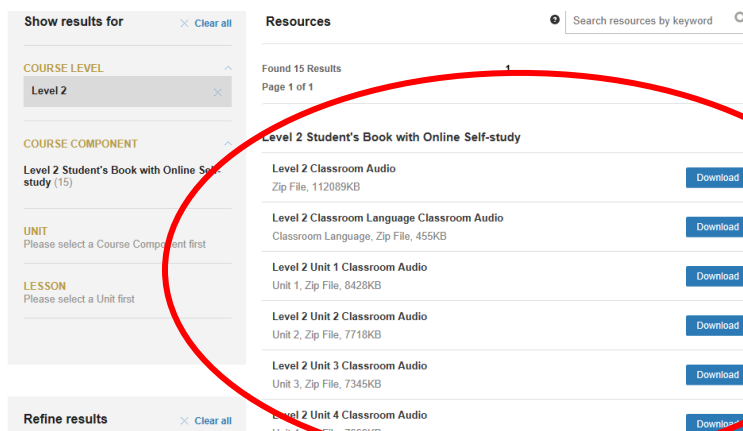 Show results for
Clear all
COURSE LEVEL
Level 2
COURSE COMPONENT
Level 2 Student's Book with Online Self-
study (15)
UNIT
Please select a Course Component first
LESSON
Please select a Unit first
Refine results
Clear all
Resources
Search resources by keyword
Found 15 Results
1
Page 1 of 1
Level 2 Student's Book with Online Self-study
Level 2 Classroom Audio
Zip File, 112089KB
Download
Level 2 Classroom Language Classroom Audio
Classroom Language, Zip File, 455KB
Download
Level 2 Unit 1 Classroom Audio
Unit 1, Zip File, 8428KB
Download
Level 2 Unit 2 Classroom Audio
Unit 2, Zip File, 7718KB
Download
Level 2 Unit 3 Classroom Audio
Unit 3, Zip File, 7345KB
Download
Level 2 Unit 4 Classroom Audio
Download